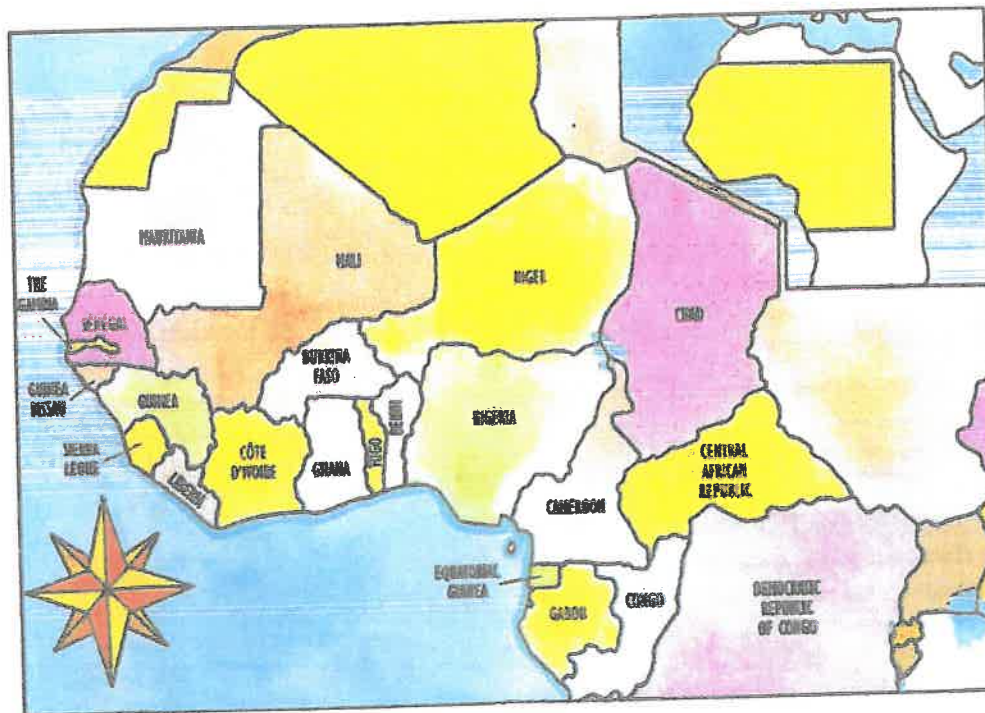 MAURITANIA
MALI
NIGER
CHAD
THE
GAMBIA
SÉNÉGAL
BURKINA
FASO
GUINEA
BISSAU
GUINEA
NIGERIA
BENIN
TOGO
GHANA
CÔTE
D'IVOIRE
SIERRA
LEONE
LIBERIA
CENTRAL
AFRICAN
REPUBLIC
CAMEROON
EQUATORIAL
GUINEA
GABON
CONGO
DEMOCRATIC
REPUBLIC
OF CONGO